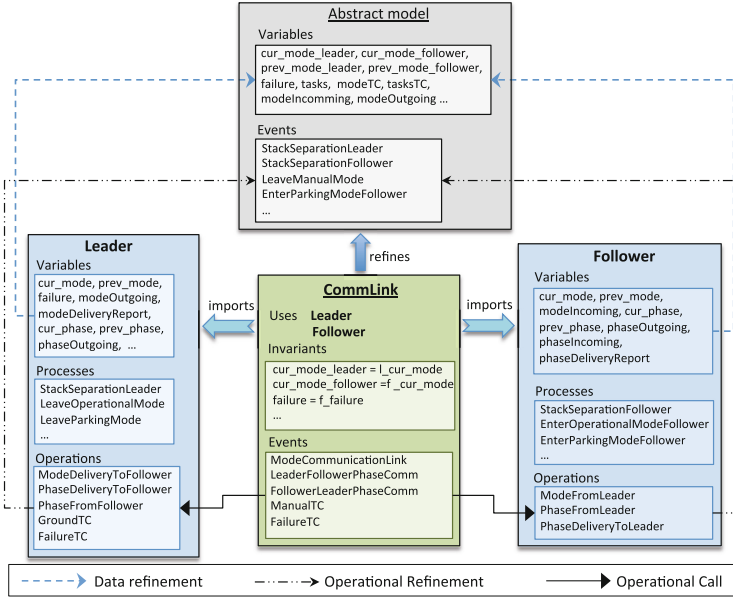 Abstract model
Variables
cur_mode_leader, cur_mode_follower,
prev_mode_leader, prev_mode_follower,
failure, tasks, modeTC, tasksTC,
modeIncomming, modeOutgoing ...
Events
StackSeparationLeader
StackSeparationFollower
LeaveManualMode
EnterParkingModeFollower
...
refines
Leader
Variables
cur_mode, prev_mode,
failure, modeOutgoing,
modeDeliveryReport,
cur_phase, prev_phase,
phaseOutgoing, ...
Processes
StackSeparationLeader
LeaveOperationalMode
LeaveParkingMode
...
Operations
ModeDeliveryToFollower
PhaseDeliveryToFollower
PhaseFromFollower
GroundTC
FailureTC
imports
CommLink
Uses Leader
Follower
Invariants
cur_mode_leader = l_cur_mode
cur_mode_follower =f _cur_mode
failure = f_failure
...
Events
ModeCommunicationLink
LeaderFollowerPhaseComm
FollowerLeaderPhaseComm
ManualTC
FailureTC
imports
Follower
Variables
cur_mode, prev_mode,
modeIncoming, cur_phase,
prev_phase, phaseOutgoing,
phaseIncoming,
phaseDeliveryReport
Processes
StackSeparationFollower
EnterOperationalModeFollower
EnterParkingModeFollower
...
Operations
ModeFromLeader
PhaseFromLeader
PhaseDeliveryToLeader
Data refinement
Operational Refinement
Operational Call